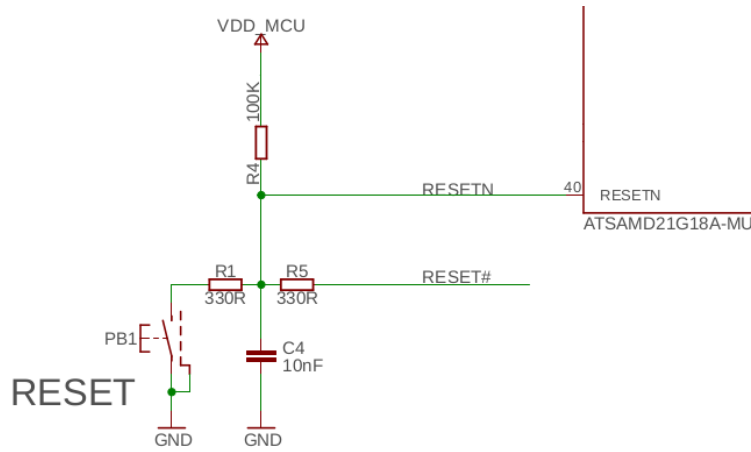 VDD_MCU
100K
R4
RESETN
40
RESETN
ATSAMD21G18A-MU
R1
R5
330R
330R
RESET#
PB1
C4
10nF
RESET
GND
GND